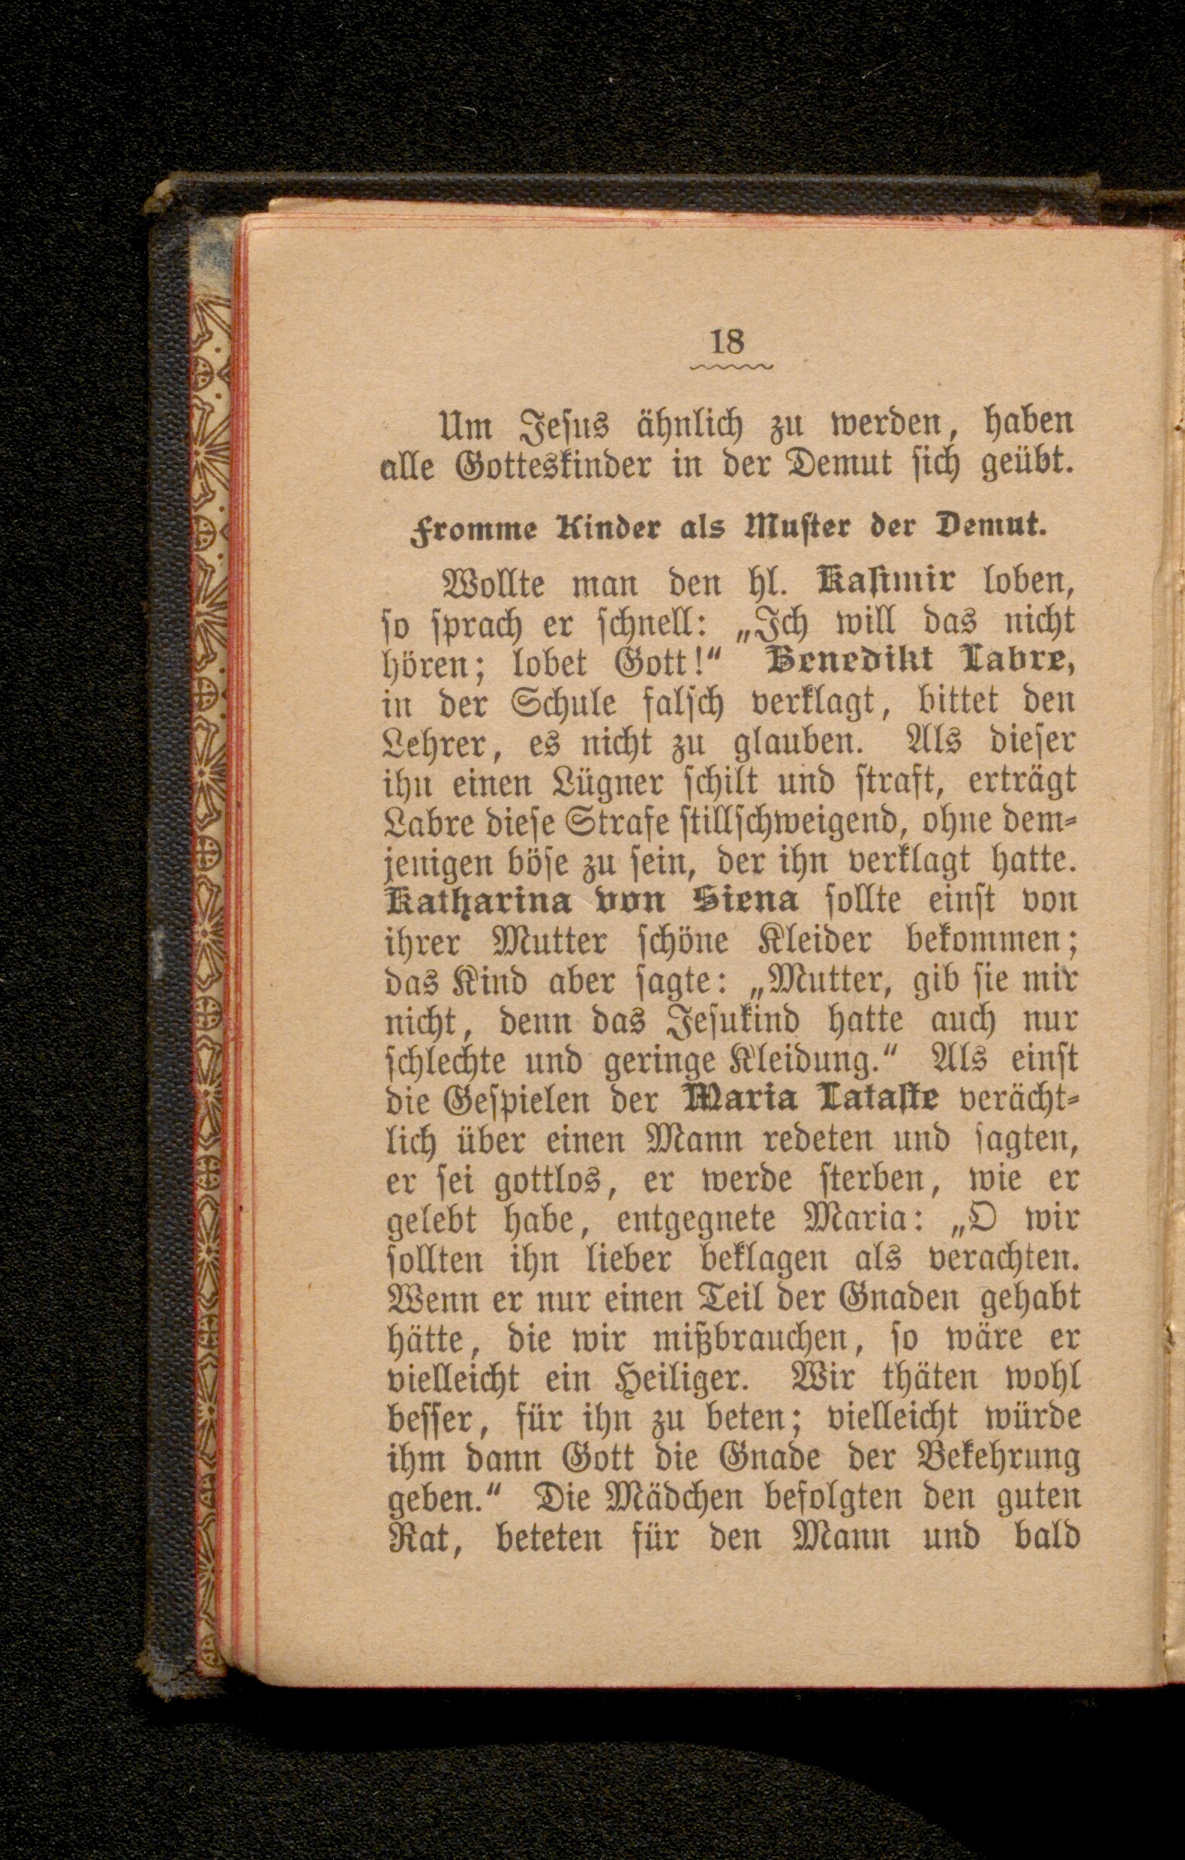 18
Um Jesus ähnlich zu werden, haben
alle Gotteskinder in der Demut sich geübt.
Fromme Kinder als Muster der Demut.
Wollte man den hl. Kasimir loben,
so sprach er schnell: „Ich will das nicht
hören; lobet Gott!“ Benedikt Labre,
in der Schule falsch verklagt, bittet den
Lehrer, es nicht zu glauben. Als dieser
ihn einen Lügner schilt und straft, erträgt
Labre diese Strafe stillschweigend, ohne dem-
jenigen böse zu sein, der ihn verklagt hatte.
Katharina von Siena sollte einst von
ihrer Mutter schöne Kleider bekommen;
das Kind aber sagte: „Mutter, gib sie mir
nicht, denn das Jesukind hatte auch nur
schlechte und geringe Kleidung.“ Als einst
die Gespielen der Maria Lataste verächt-
lich über einen Mann redeten und sagten,
er sei gottlos, er werde sterben, wie er
gelebt habe, entgegnete Maria: „O wir
sollten ihn lieber beklagen als verachten.
Wenn er nur einen Teil der Gnaden gehabt
hätte, die wir mißbrauchen, so wäre er
vielleicht ein Heiliger. Wir thäten wohl
besser, für ihn zu beten; vielleicht würde
ihm dann Gott die Gnade der Bekehrung
geben.“ Die Mädchen befolgten den guten
Rat, beteten für den Mann und bald